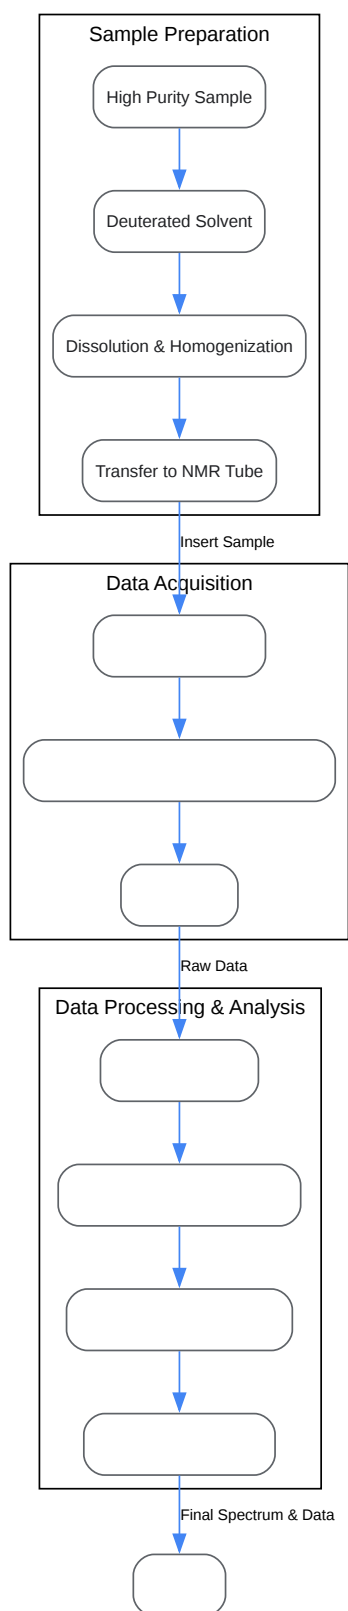 Sample Preparation
High Purity Sample
Deuterated Solvent
Dissolution & Homogenization
Transfer to NMR Tube
Insert Sample
Data Acquisition
Raw Data
Data Processing & Analysis
Final Spectrum & Data